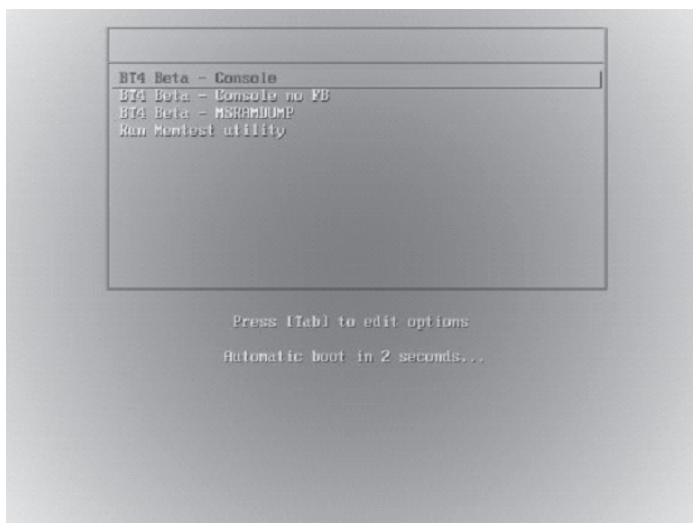 BT4 Beta - Console
BT4 Beta - Console no FB
BT4 Beta - MSRAMDUMP
Run Memtest utility
Press [Tab] to edit options
Automatic boot in 2 seconds...